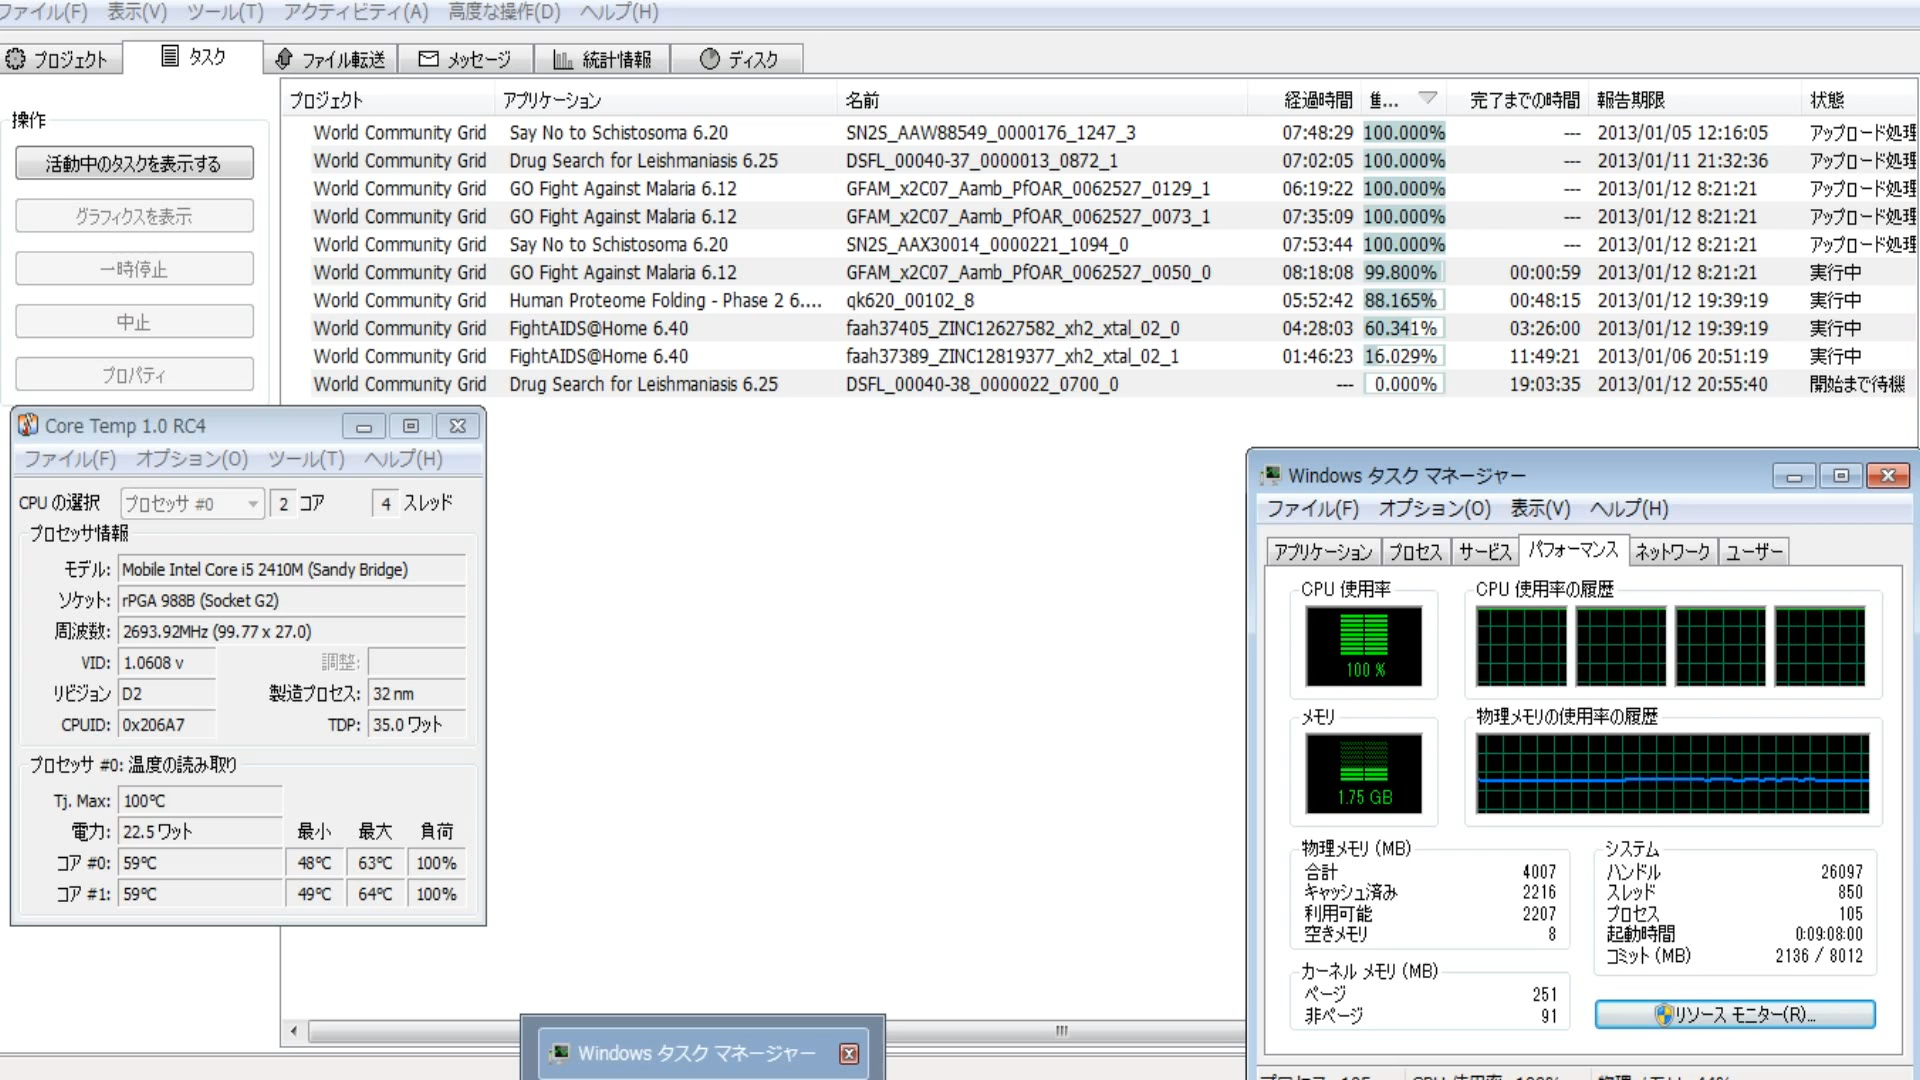 ファイル(F) 表示(V) ツール(T) アクティビティ(A) 高度な操作(D) ヘルプ(H)
プロジェクト タスク ファイル転送 メッセージ 統計情報 ディスク
操作
活動中のタスクを表示する
グラフィクスを表示
一時停止
中止
プロパティ
プロジェクト アプリケーション 名前 経過時間 進... 完了までの時間 報告期限 状態
World Community Grid Say No to Schistosoma 6.20 SN2S_AAW88549_0000176_1247_3 07:48:29 100.000% --- 2013/01/05 12:16:05 アップロード処理
World Community Grid Drug Search for Leishmaniasis 6.25 DSFL_00040-37_0000013_0872_1 07:02:05 100.000% --- 2013/01/11 21:32:36 アップロード処理
World Community Grid GO Fight Against Malaria 6.12 GFAM_x2C07_Aamb_PfOAR_0062527_0129_1 06:19:22 100.000% --- 2013/01/12 8:21:21 アップロード処理
World Community Grid GO Fight Against Malaria 6.12 GFAM_x2C07_Aamb_PfOAR_0062527_0073_1 07:35:09 100.000% --- 2013/01/12 8:21:21 アップロード処理
World Community Grid Say No to Schistosoma 6.20 SN2S_AAX30014_0000221_1094_0 07:53:44 100.000% --- 2013/01/12 8:21:21 アップロード処理
World Community Grid GO Fight Against Malaria 6.12 GFAM_x2C07_Aamb_PfOAR_0062527_0050_0 08:18:08 99.800% 00:00:59 2013/01/12 8:21:21 実行中
World Community Grid Human Proteome Folding - Phase 2 6.... qk620_00102_8 05:52:42 88.165% 00:48:15 2013/01/12 19:39:19 実行中
World Community Grid FightAIDS@Home 6.40 faah37405_ZINC12627582_xh2_xtal_02_0 04:28:03 60.341% 03:26:00 2013/01/12 19:39:19 実行中
World Community Grid FightAIDS@Home 6.40 faah37389_ZINC12819377_xh2_xtal_02_1 01:46:23 16.029% 11:49:21 2013/01/06 20:51:19 実行中
World Community Grid Drug Search for Leishmaniasis 6.25 DSFL_00040-38_0000022_0700_0 --- 0.000% 19:03:35 2013/01/12 20:55:40 開始まで待機
Core Temp 1.0 RC4
ファイル(F) オプション(O) ツール(T) ヘルプ(H)
CPU の選択 プロセッサ #0 2 コア 4 スレッド
プロセッサ情報
モデル: Mobile Intel Core i5 2410M (Sandy Bridge)
ソケット: rPGA 988B (Socket G2)
周波数: 2693.92MHz (99.77 x 27.0)
VID: 1.0608 v 調整:
リビジョン D2 製造プロセス: 32 nm
CPUID: 0x206A7 TDP: 35.0 ワット
プロセッサ #0: 温度の読み取り
Tj. Max: 100℃
電力: 22.5 ワット 最小 最大 負荷
コア #0: 59℃ 48℃ 63℃ 100%
コア #1: 59℃ 49℃ 64℃ 100%
Windows タスク マネージャー
ファイル(F) オプション(O) 表示(V) ヘルプ(H)
アプリケーション プロセス サービス パフォーマンス ネットワーク ユーザー
CPU 使用率 CPU 使用率の履歴
100 %
メモリ 物理メモリの使用率の履歴
1.75 GB
物理メモリ (MB)
合計 4007
キャッシュ済み 2216
利用可能 2207
空きメモリ 8
カーネル メモリ (MB)
ページ 251
非ページ 91
システム
ハンドル 26097
スレッド 850
プロセス 105
起動時間 0:09:08:00
コミット (MB) 2136 / 8012
リソース モニター(R)...
Windows タスク マネージャー